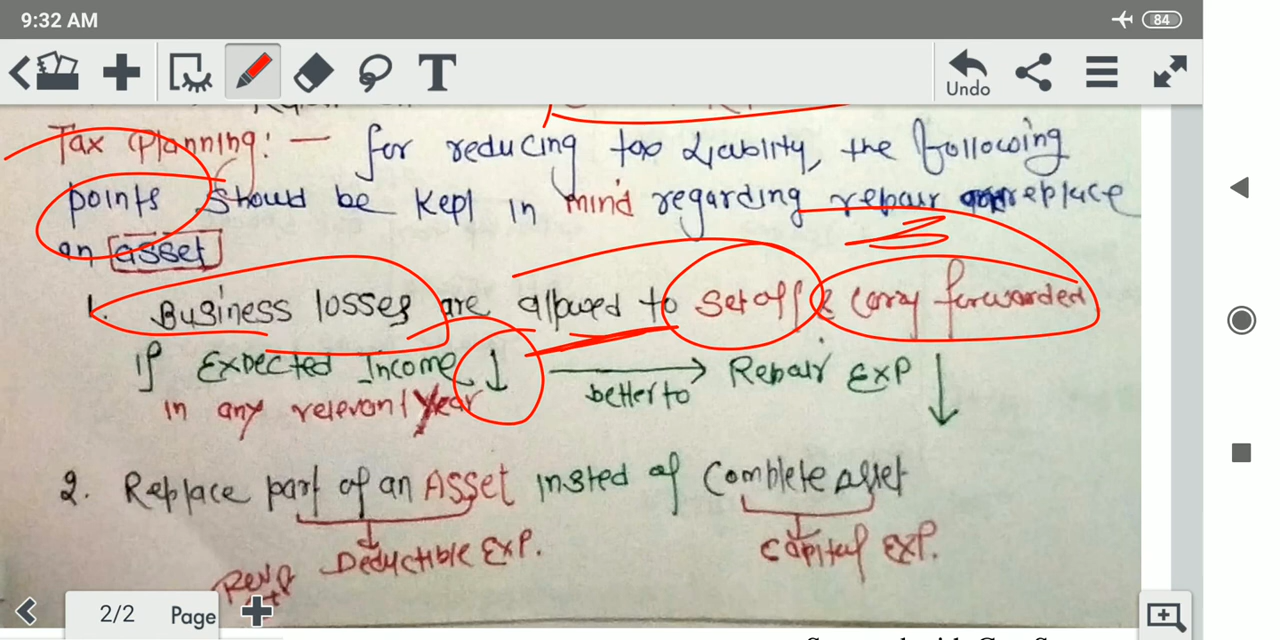 9:32 AM
84
T
Undo
Tax Planning: — for reducing tax Liablity, the following
points should be kept in mind regarding repair or replace
an asset
1. Business losses are allowed to Set off & carry forwarded
If Expected Income ↓ → Repair Exp ↓
better to
in any relevant Year
2. Replace part of an Asset insted of Complete Asset
Deductible Exp.
Capital Exp.
2/2 Page